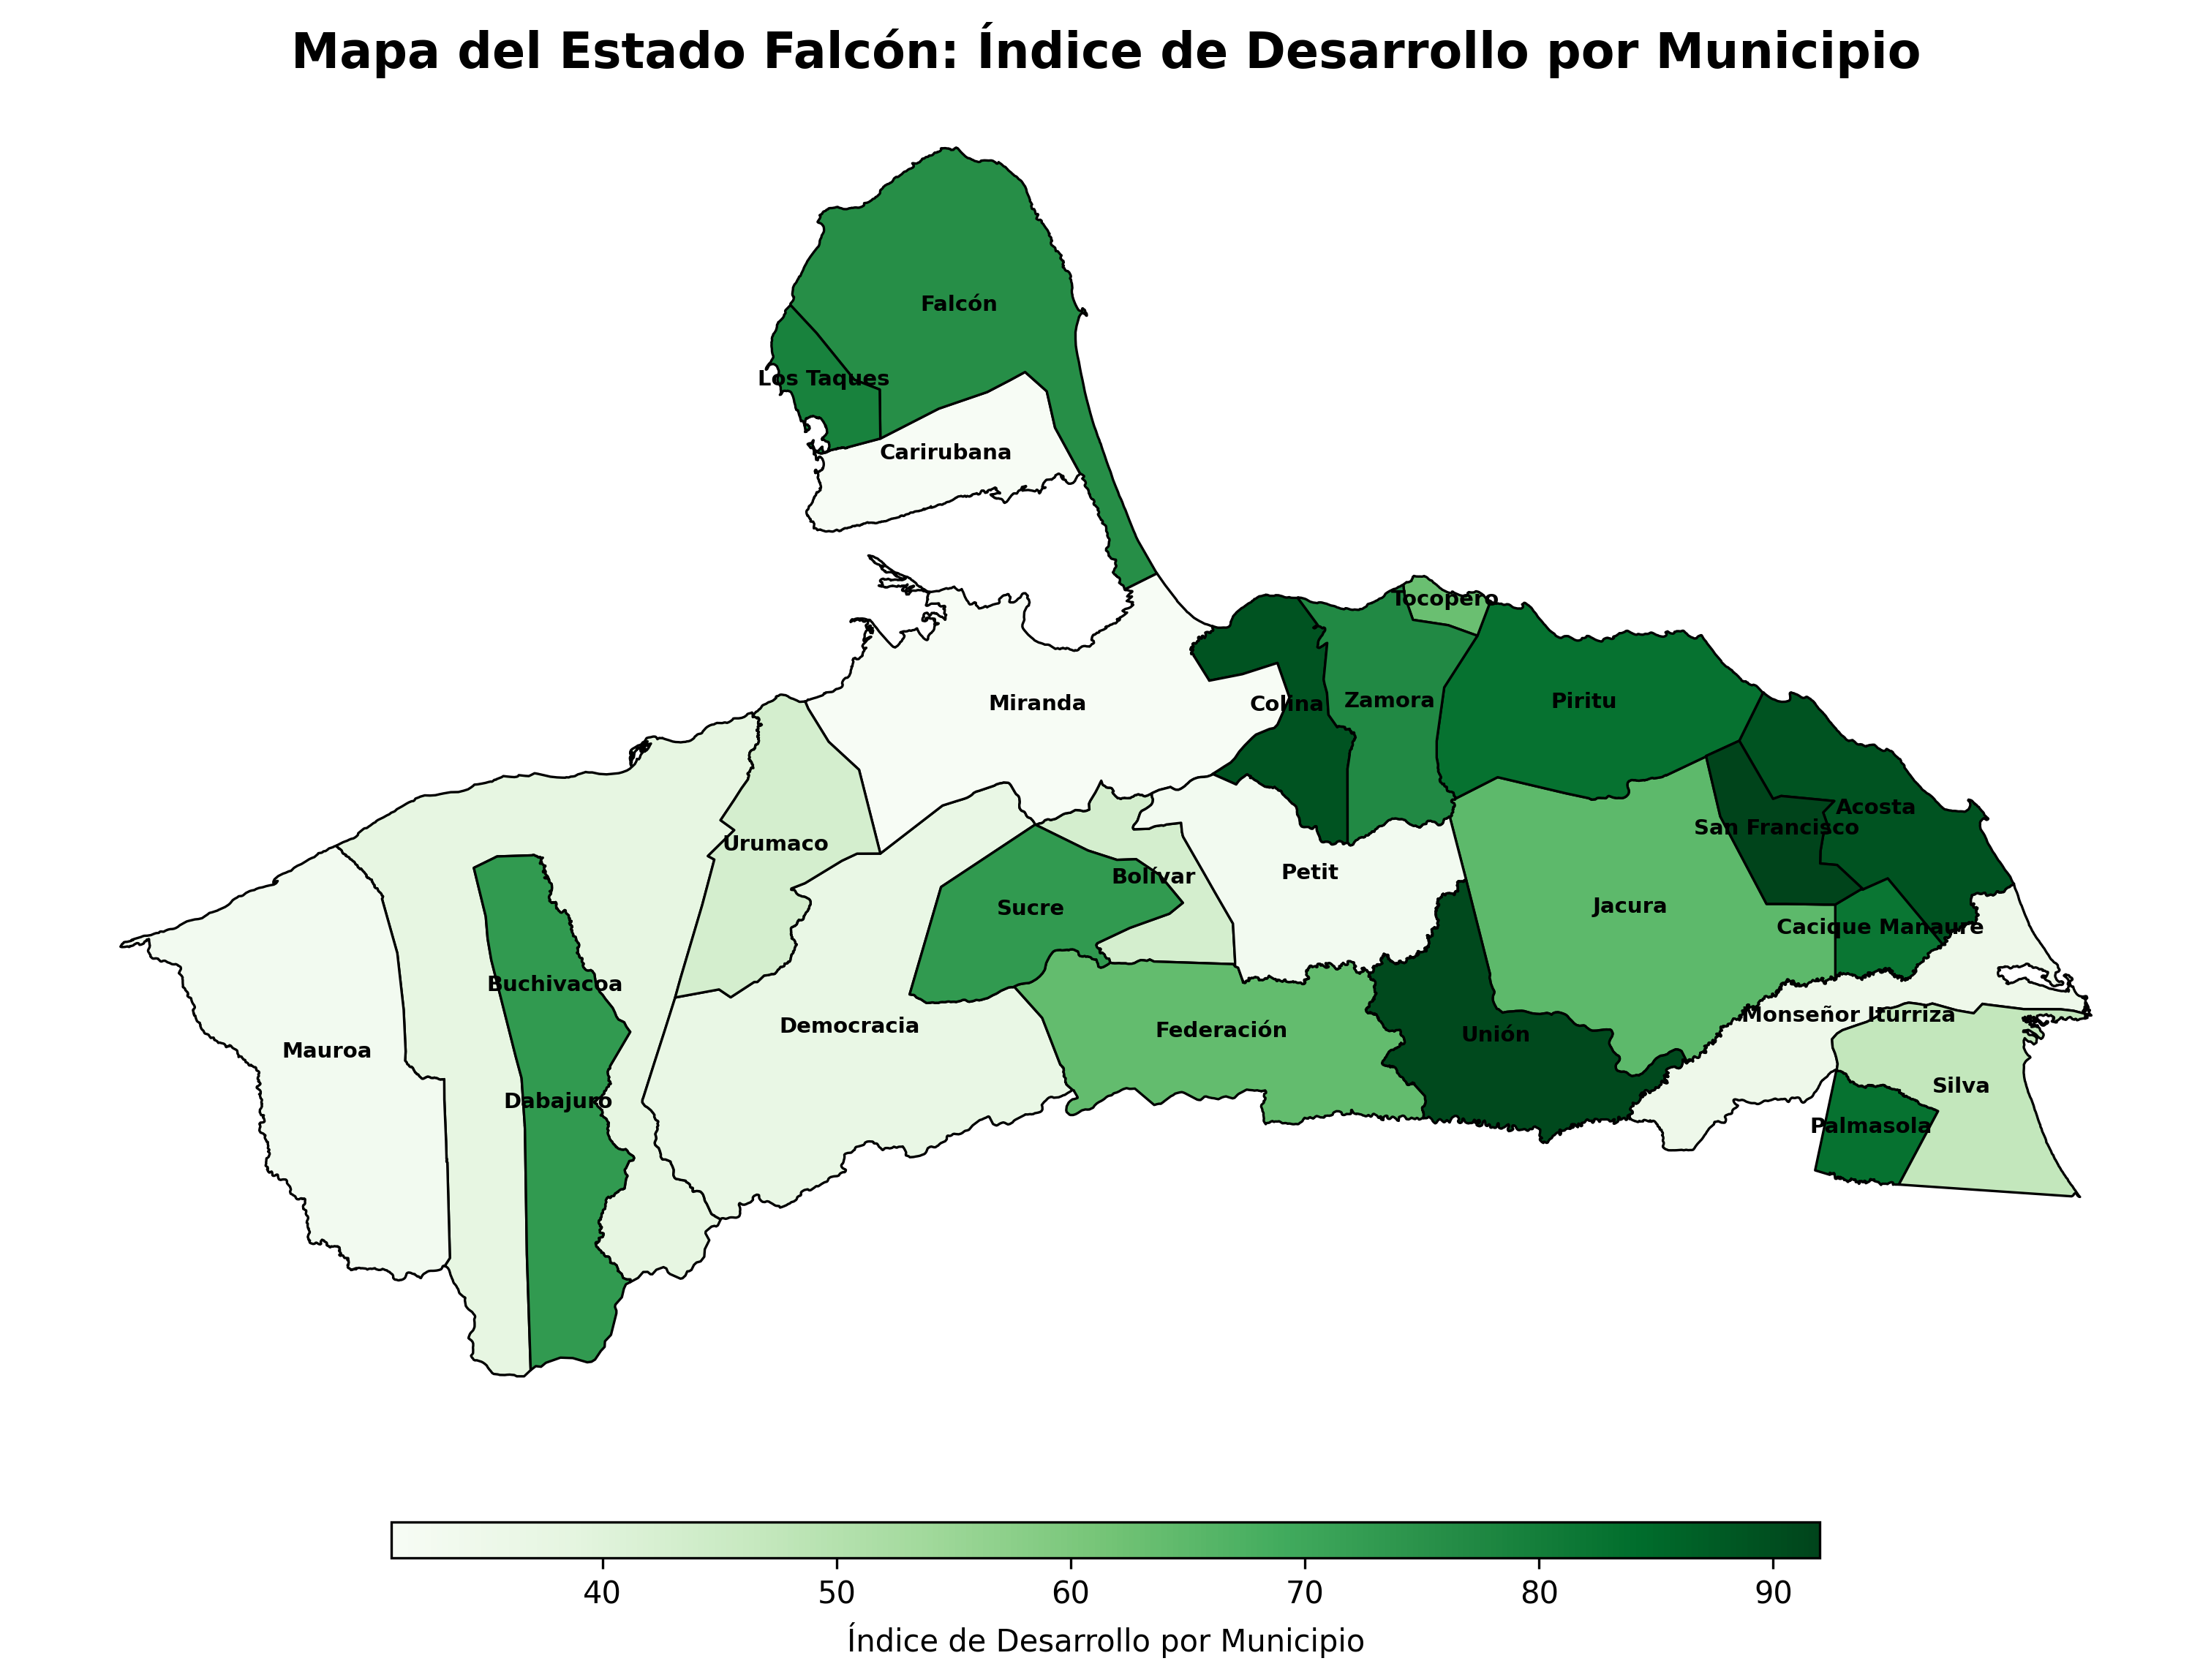 Mapa del Estado Falcón: Índice de Desarrollo por Municipio
Falcón
Los Taques
Carirubana
Tocopero
Miranda
Colina
Zamora
Piritu
Acosta
San Francisco
Urumaco
Bolívar
Petit
Sucre
Jacura
Cacique Manaure
Buchivacoa
Monseñor Iturriza
Democracia
Federación
Unión
Mauroa
Silva
Dabajuro
Palmasola
40
50
60
70
80
90
Índice de Desarrollo por Municipio